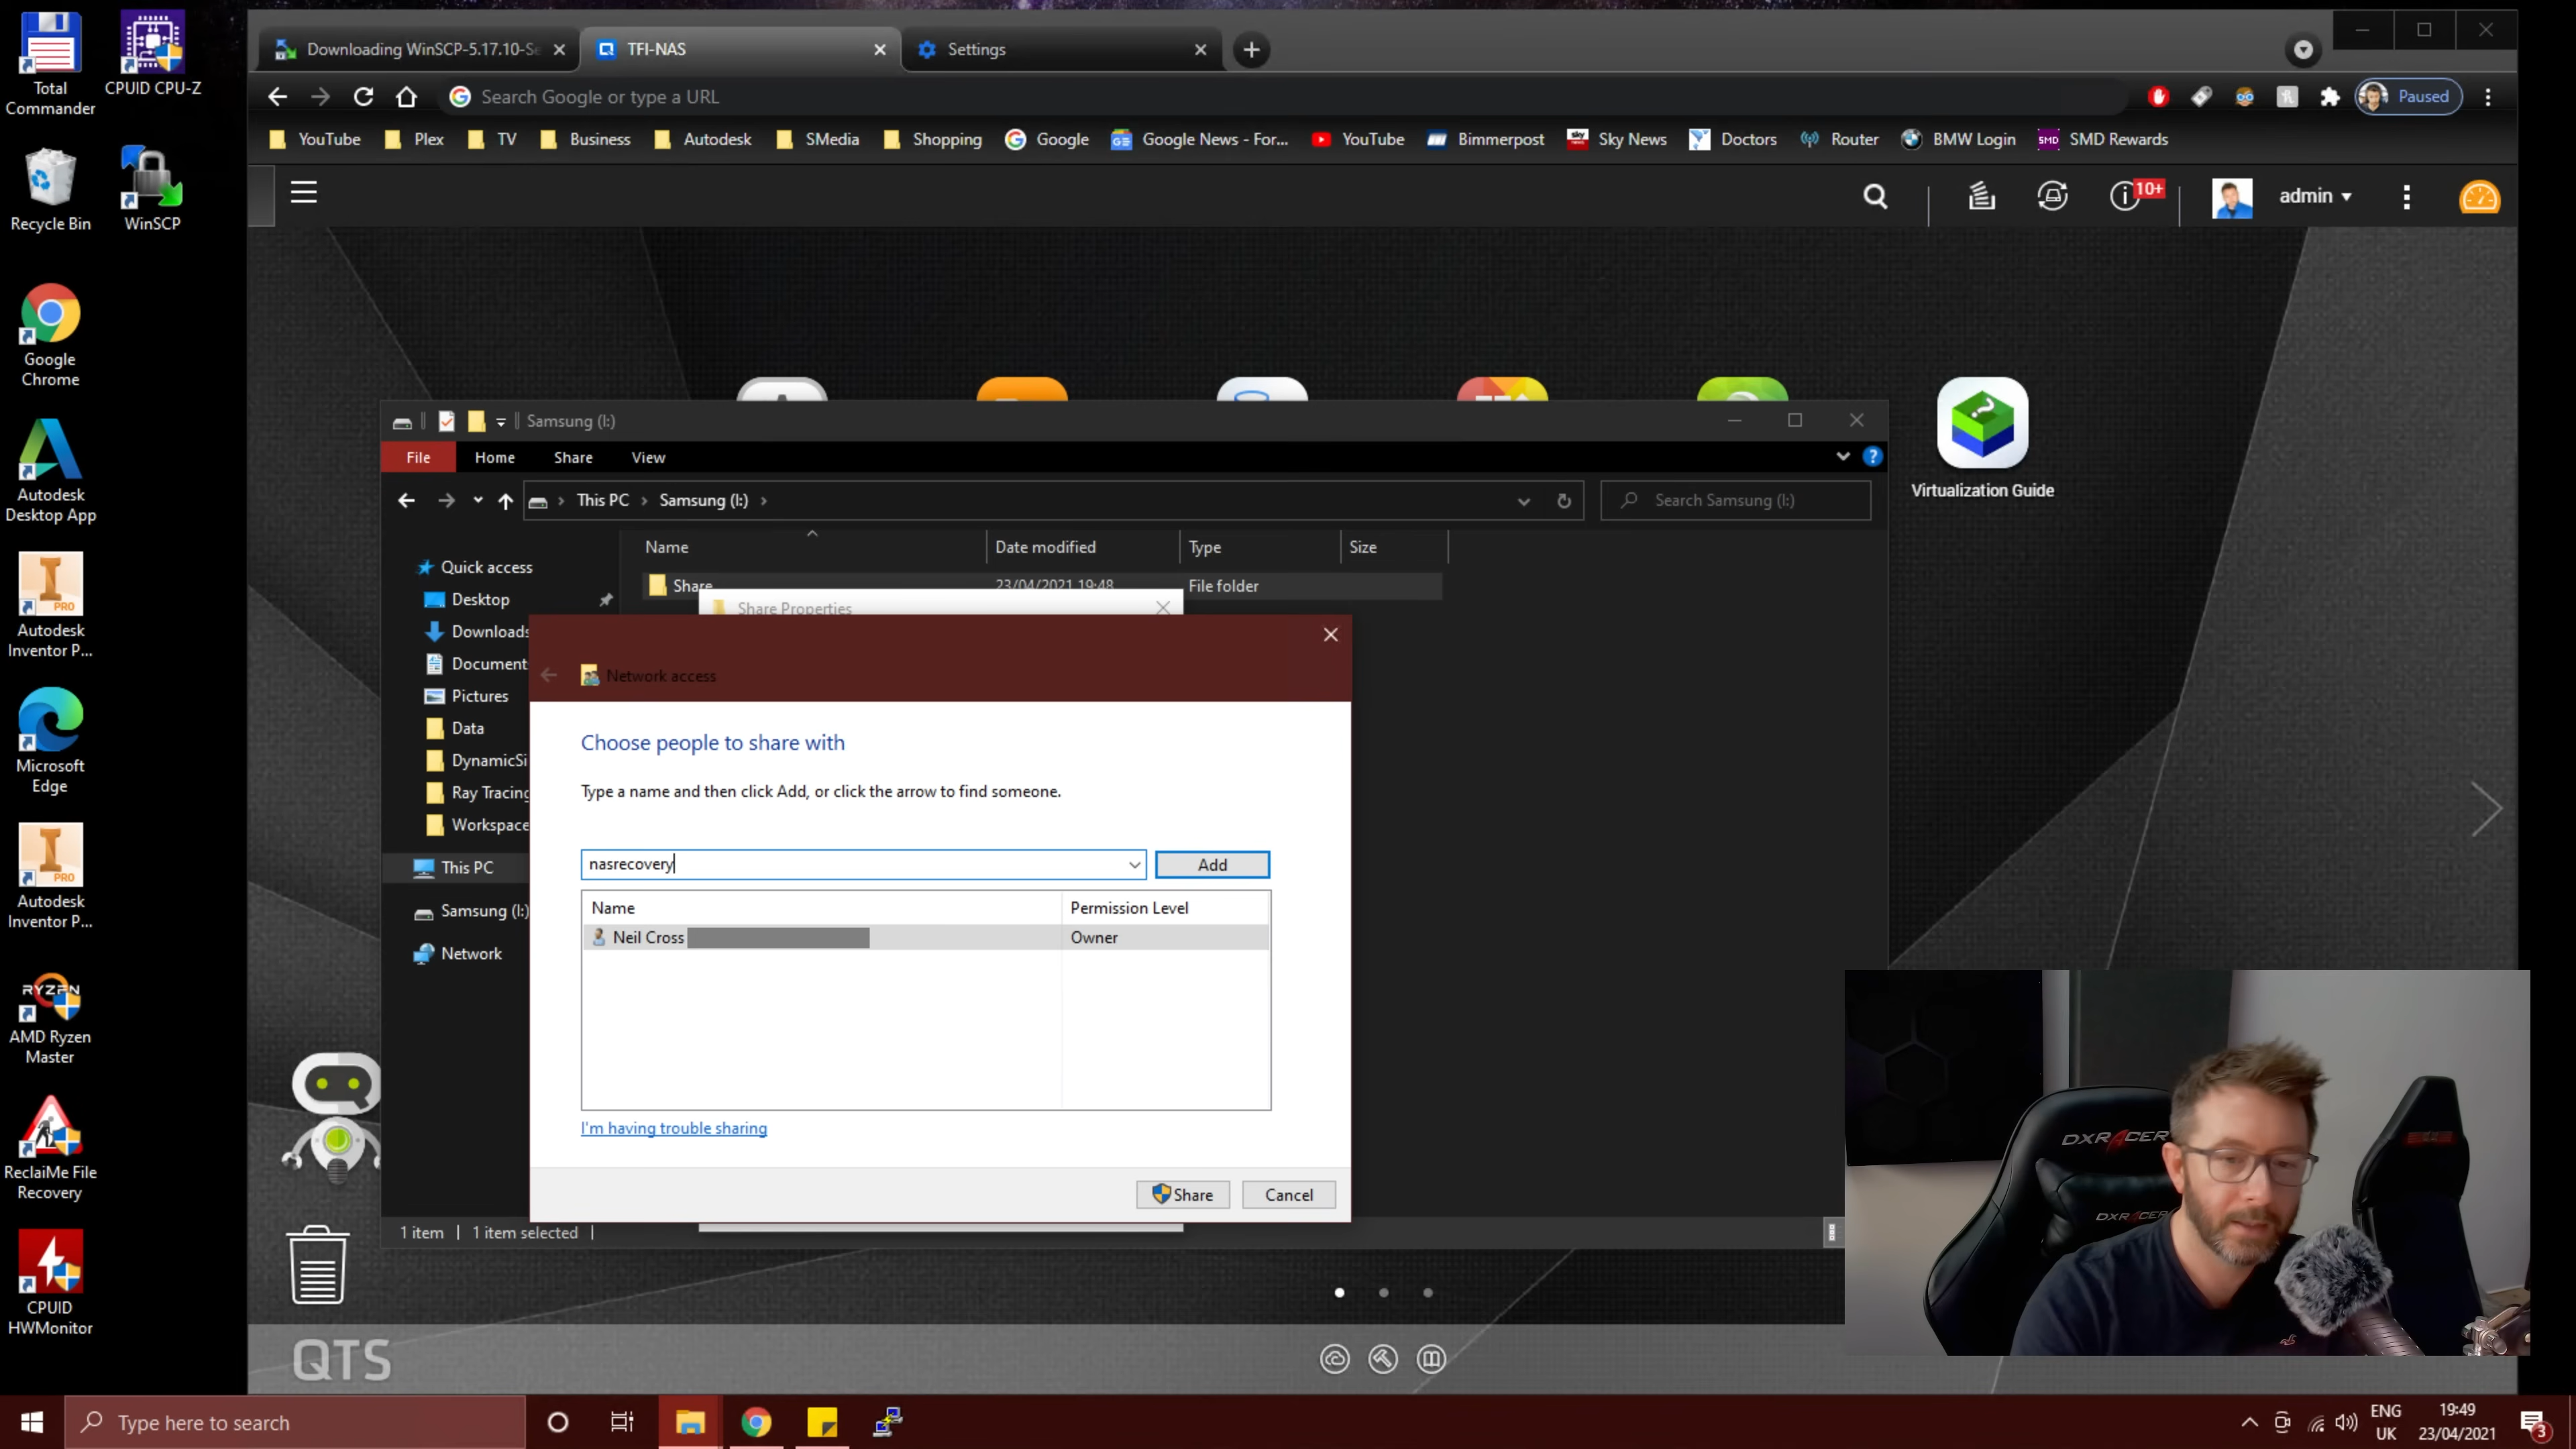 Total Commander
CPUID CPU-Z
Recycle Bin
WinSCP
Google Chrome
Autodesk Desktop App
Autodesk Inventor P...
PRO
Microsoft Edge
Autodesk Inventor P...
PRO
RYZEN
AMD Ryzen Master
ReclaiMe File Recovery
CPUID HWMonitor
Downloading WinSCP-5.17.10-Se
TFI-NAS
Settings
Search Google or type a URL
Paused
YouTube
Plex
TV
Business
Autodesk
SMedia
Shopping
Google
Google News - For...
YouTube
Bimmerpost
Sky News
Doctors
Router
BMW Login
SMD
SMD Rewards
10+
admin
Virtualization Guide
Samsung (I:)
File Home Share View
This PC > Samsung (I:) >
Search Samsung (I:)
Name Date modified Type Size
Share 23/04/2021 19:48 File folder
Quick access
Desktop
Downloads
Document
Pictures
Data
DynamicSi
Ray Tracing
Workspace
This PC
Samsung (I:)
Network
Share Properties
Network access
Choose people to share with
Type a name and then click Add, or click the arrow to find someone.
nasrecovery
Add
Name Permission Level
Neil Cross Owner
I'm having trouble sharing
Share Cancel
1 item 1 item selected
DXRACER
DXRACER
QTS
Type here to search
ENG
UK
19:49
23/04/2021
3